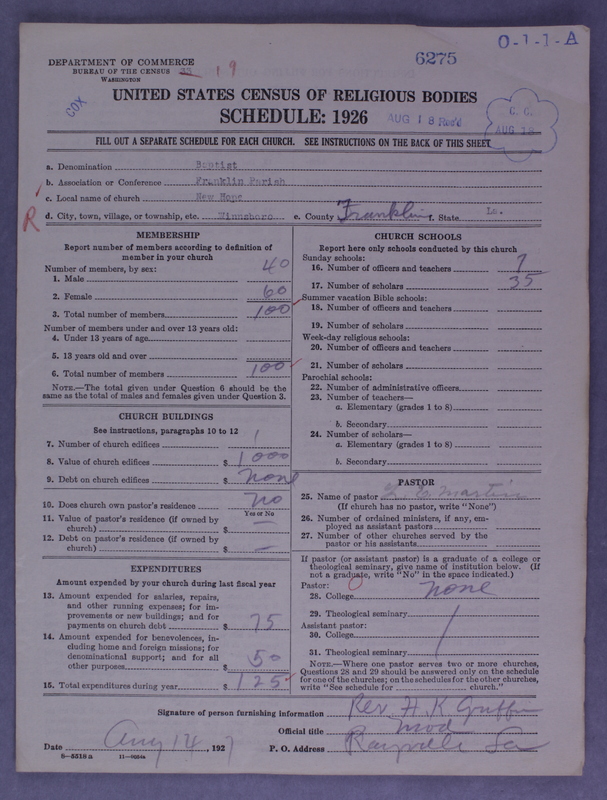 DEPARTMENT OF COMMERCE
BUREAU OF THE CENSUS
WASHINGTON
33 19
6275
O-1-1-A
COX
UNITED STATES CENSUS OF RELIGIOUS BODIES
SCHEDULE: 1926
AUG 18 Rec'd
C. C.
AUG 18
FILL OUT A SEPARATE SCHEDULE FOR EACH CHURCH. SEE INSTRUCTIONS ON THE BACK OF THIS SHEET
a. Denomination Baptist
b. Association or Conference Franklin Parish
c. Local name of church New Hope
R d. City, town, village, or township, etc. Winnsboro e. County Franklin f. State La.
MEMBERSHIP
Report number of members according to definition of
member in your church
Number of members, by sex:
1. Male 40
2. Female 60
3. Total number of members 100
Number of members under and over 13 years old:
4. Under 13 years of age
5. 13 years old and over
6. Total number of members 100
NOTE.—The total given under Question 6 should be the
same as the total of males and females given under Question 3.
CHURCH BUILDINGS
See instructions, paragraphs 10 to 12
7. Number of church edifices 1
8. Value of church edifices $ 1000
9. Debt on church edifices $ none
10. Does church own pastor's residence no
Yes or No
11. Value of pastor's residence (if owned by
church) $ —
12. Debt on pastor's residence (if owned by
church) $ —
EXPENDITURES
Amount expended by your church during last fiscal year
13. Amount expended for salaries, repairs,
and other running expenses; for im-
provements or new buildings; and for
payments on church debt $ 75
14. Amount expended for benevolences, in-
cluding home and foreign missions; for
denominational support; and for all
other purposes $ 50
15. Total expenditures during year $ 125
CHURCH SCHOOLS
Report here only schools conducted by this church
Sunday schools:
16. Number of officers and teachers 7
17. Number of scholars 35
Summer vacation Bible schools:
18. Number of officers and teachers
19. Number of scholars
Week-day religious schools:
20. Number of officers and teachers
21. Number of scholars
Parochial schools:
22. Number of administrative officers
23. Number of teachers—
a. Elementary (grades 1 to 8)
b. Secondary
24. Number of scholars—
a. Elementary (grades 1 to 8)
b. Secondary
PASTOR
25. Name of pastor L. E. Martin
(If church has no pastor, write "None")
26. Number of ordained ministers, if any, em-
ployed as assistant pastors
27. Number of other churches served by the
pastor or his assistants
If pastor (or assistant pastor) is a graduate of a college or
theological seminary, give name of institution below. (If
not a graduate, write "No" in the space indicated.)
Pastor: 0
28. College none
29. Theological seminary
Assistant pastor:
30. College
31. Theological seminary
NOTE.—Where one pastor serves two or more churches,
Questions 28 and 29 should be answered only on the schedule
for one of the churches; on the schedules for the other churches,
write "See schedule for church."
Signature of person furnishing information Rev H. K Griffin
Official title Mod
Date Aug 14, 1927 P. O. Address Rayville La
8-5518a 11-9054a